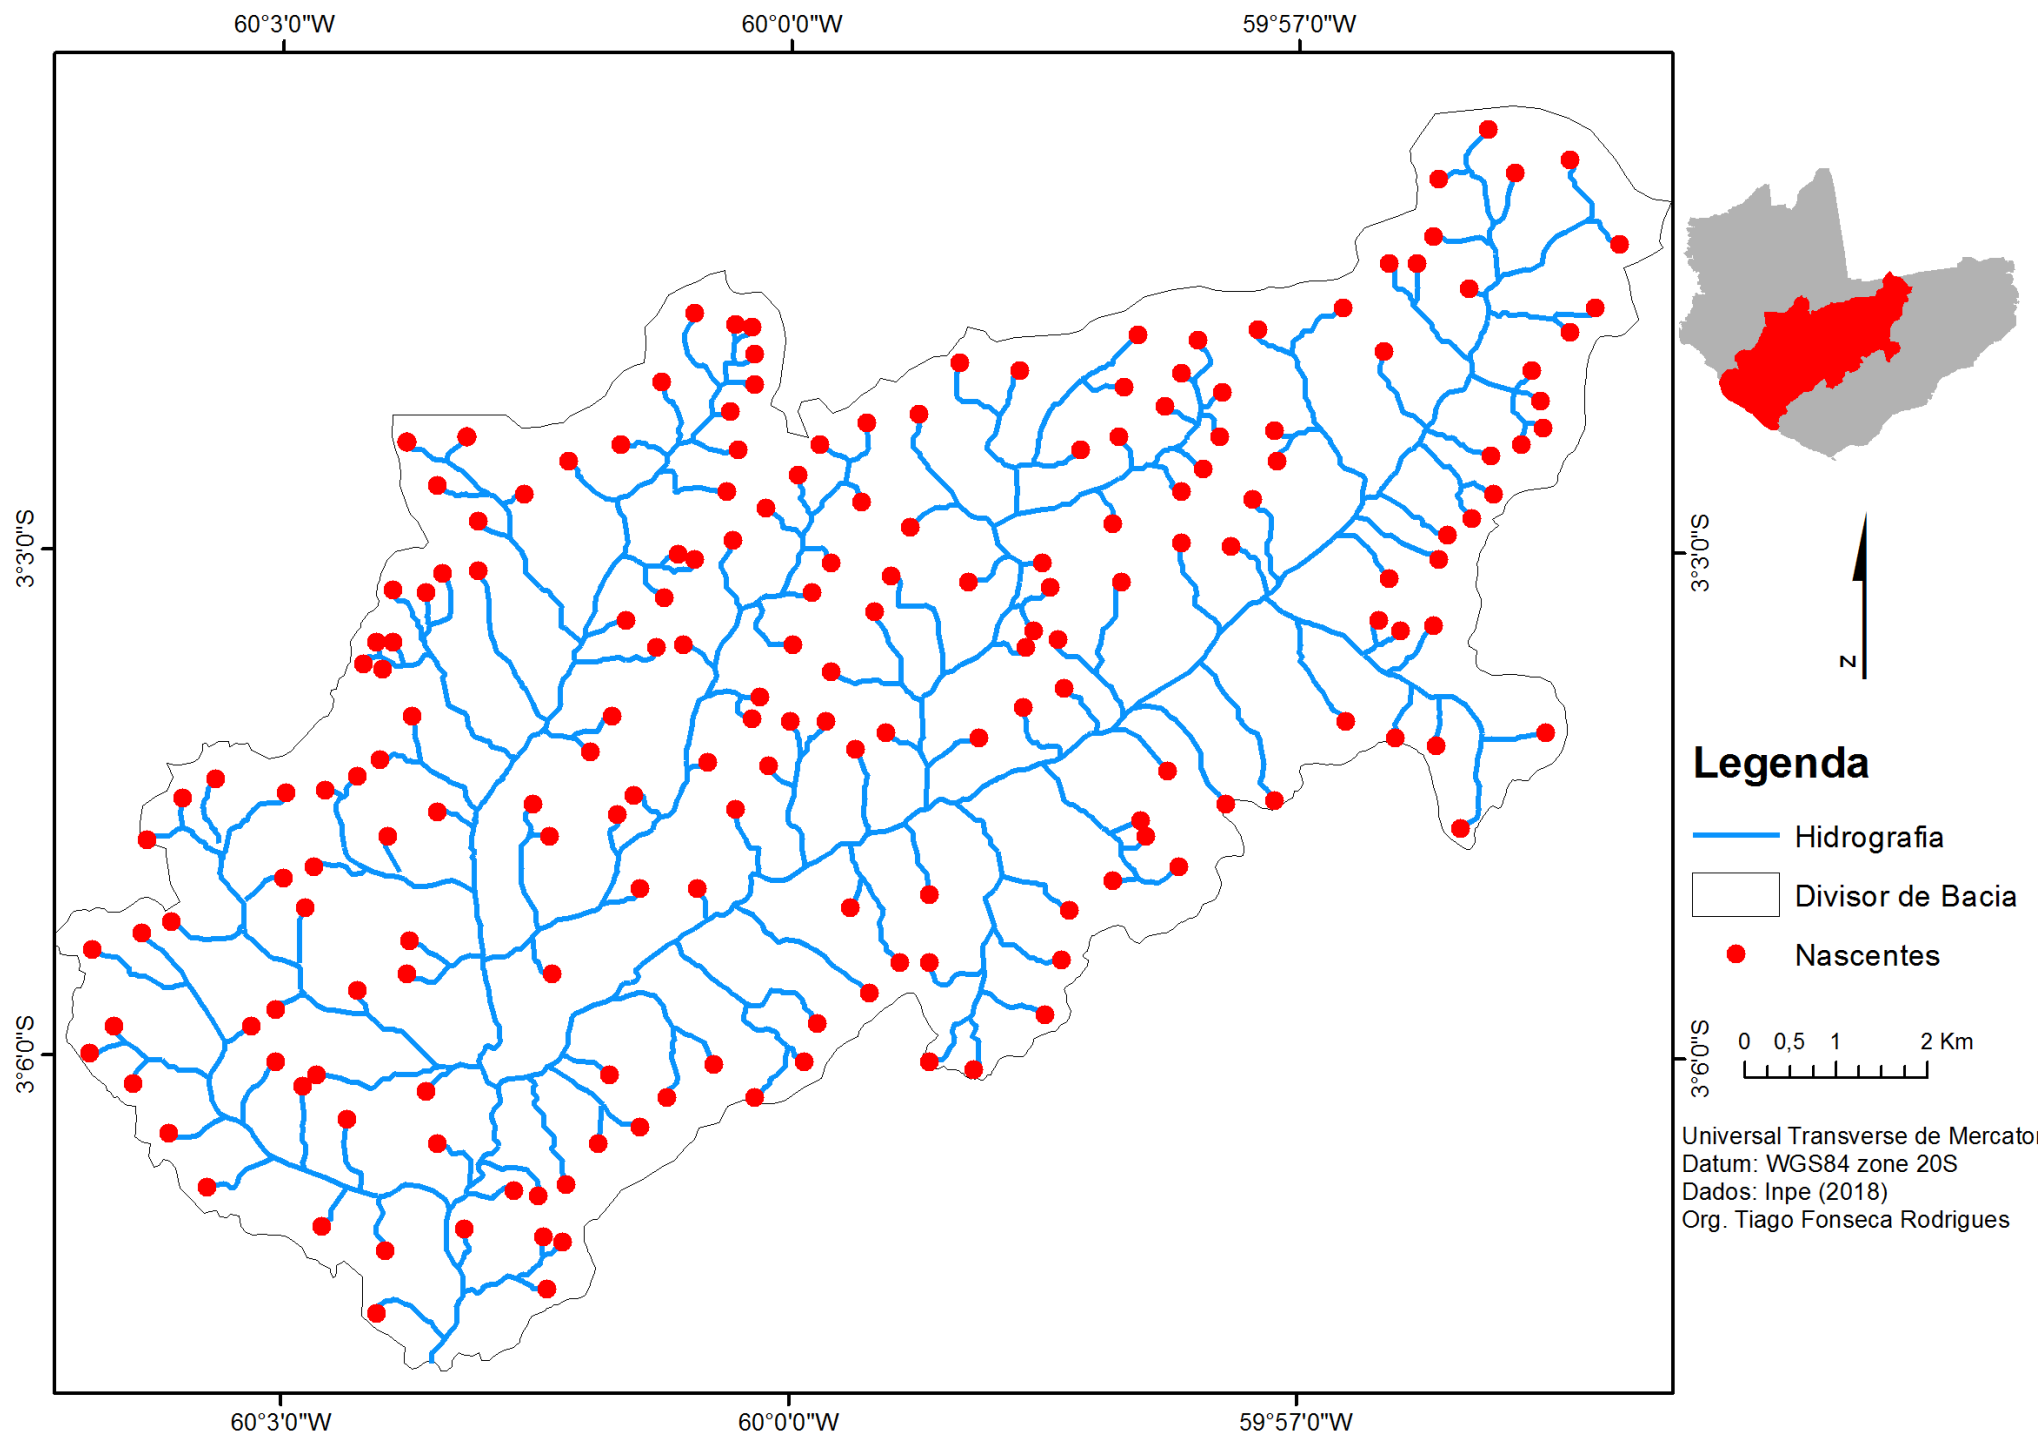 60°3'0"W 60°0'0"W 59°57'0"W
3°3'0"S 3°3'0"S
3°6'0"S 3°6'0"S
60°3'0"W 60°0'0"W 59°57'0"W
N
Legenda
Hidrografia
Divisor de Bacia
Nascentes
0 0,5 1 2 Km
Universal Transverse de Mercator
Datum: WGS84 zone 20S
Dados: Inpe (2018)
Org. Tiago Fonseca Rodrigues